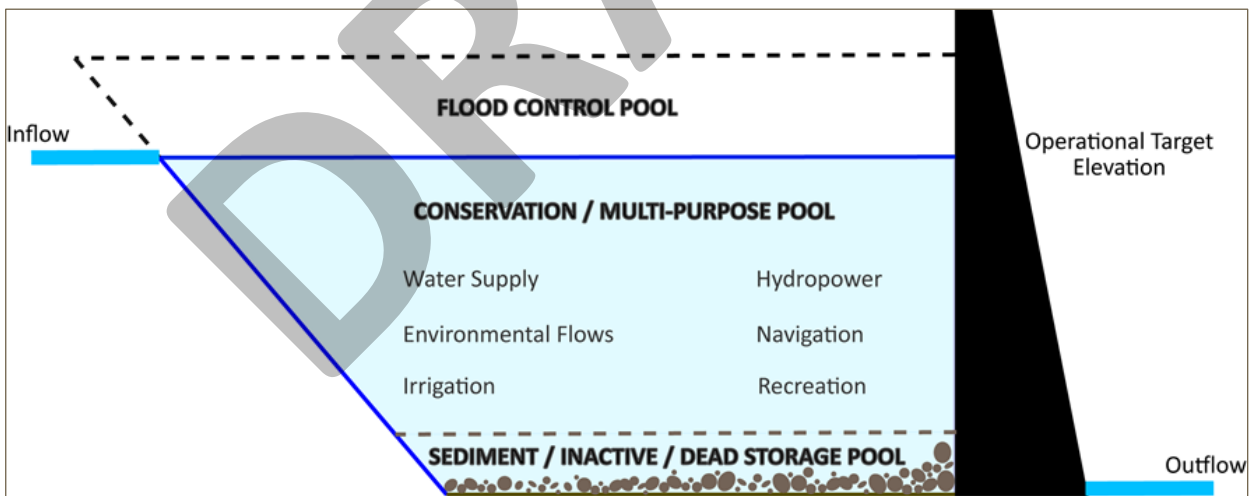 FLOOD CONTROL POOL
Inflow
Operational Target
Elevation
CONSERVATION / MULTI-PURPOSE POOL
Water Supply
Hydropower
Environmental Flows
Navigation
Irrigation
Recreation
SEDIMENT / INACTIVE / DEAD STORAGE POOL
Outflow